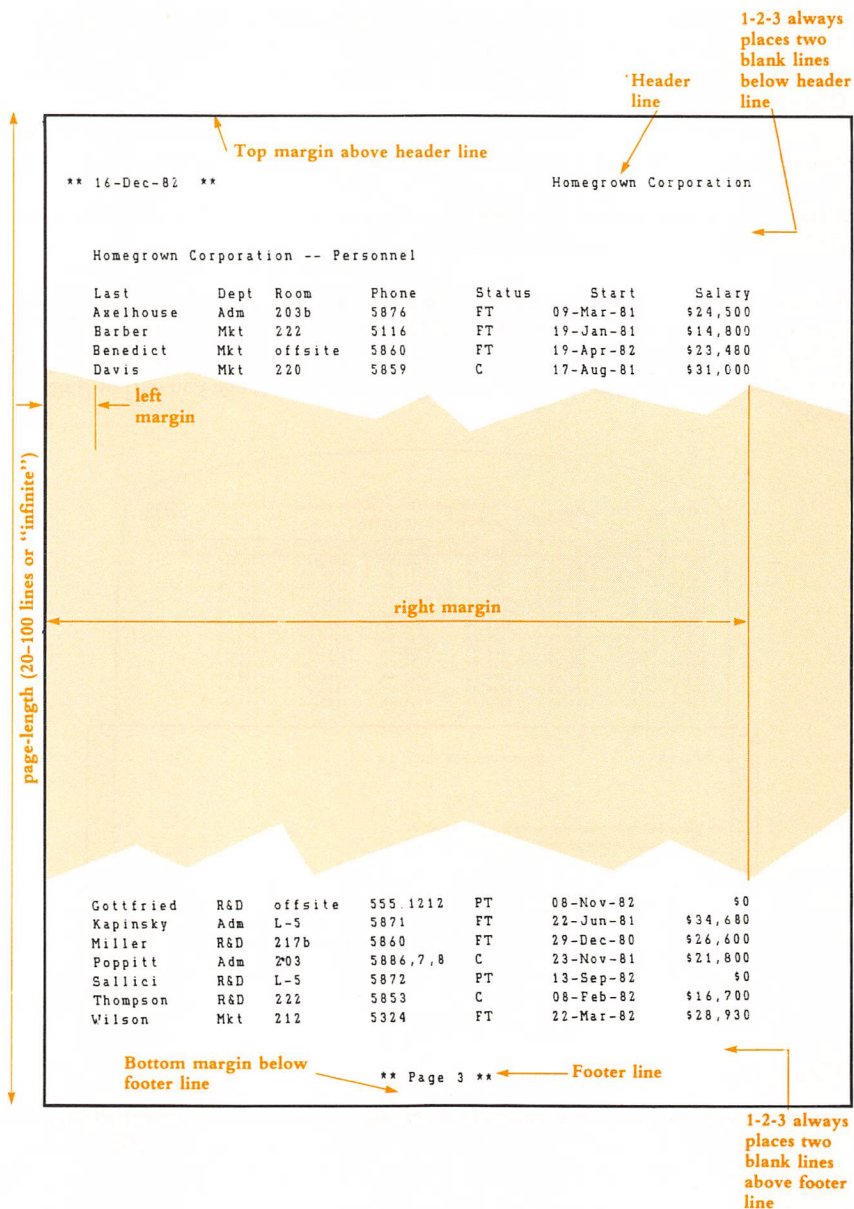 1-2-3 always
places two
blank lines
below header
line
Header
line
Top margin above header line
** 16-Dec-82 ** Homegrown Corporation
Homegrown Corporation -- Personnel
Last Dept Room Phone Status Start Salary
Axelhouse Adm 203b 5876 FT 09-Mar-81 $24,500
Barber Mkt 222 5116 FT 19-Jan-81 $14,800
Benedict Mkt offsite 5860 FT 19-Apr-82 $23,480
Davis Mkt 220 5859 C 17-Aug-81 $31,000
left
margin
page-length (20–100 lines or “infinite”)
right margin
Gottfried R&D offsite 555.1212 PT 08-Nov-82 $0
Kapinsky Adm L-5 5871 FT 22-Jun-81 $34,680
Miller R&D 217b 5860 FT 29-Dec-80 $26,600
Poppitt Adm 203 5886,7,8 C 23-Nov-81 $21,800
Sallici R&D L-5 5872 PT 13-Sep-82 $0
Thompson R&D 222 5853 C 08-Feb-82 $16,700
Wilson Mkt 212 5324 FT 22-Mar-82 $28,930
Bottom margin below
footer line
** Page 3 **
Footer line
1-2-3 always
places two
blank lines
above footer
line